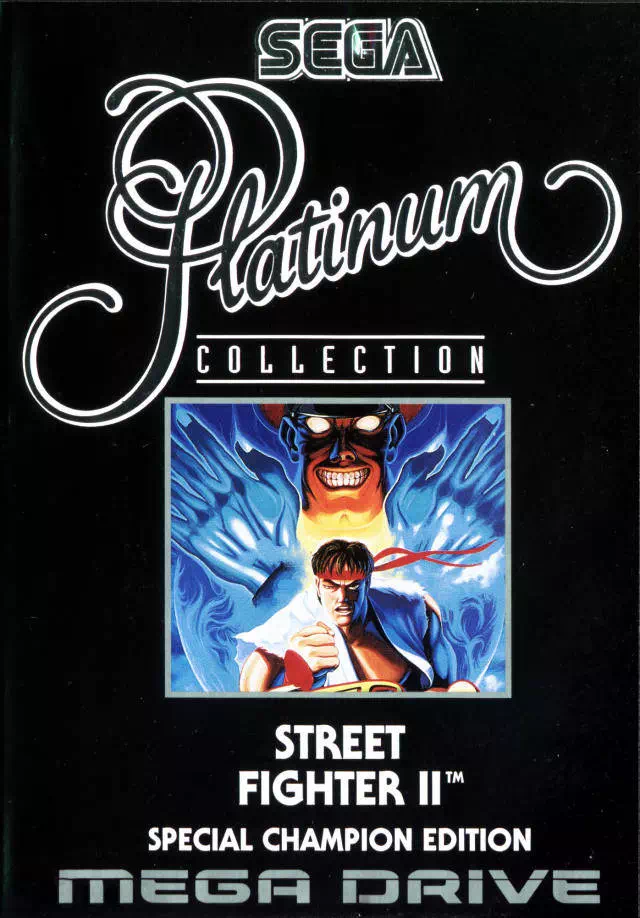 SEGA
Platinum
COLLECTION
STREET
FIGHTER II™
SPECIAL CHAMPION EDITION
MEGA DRIVE